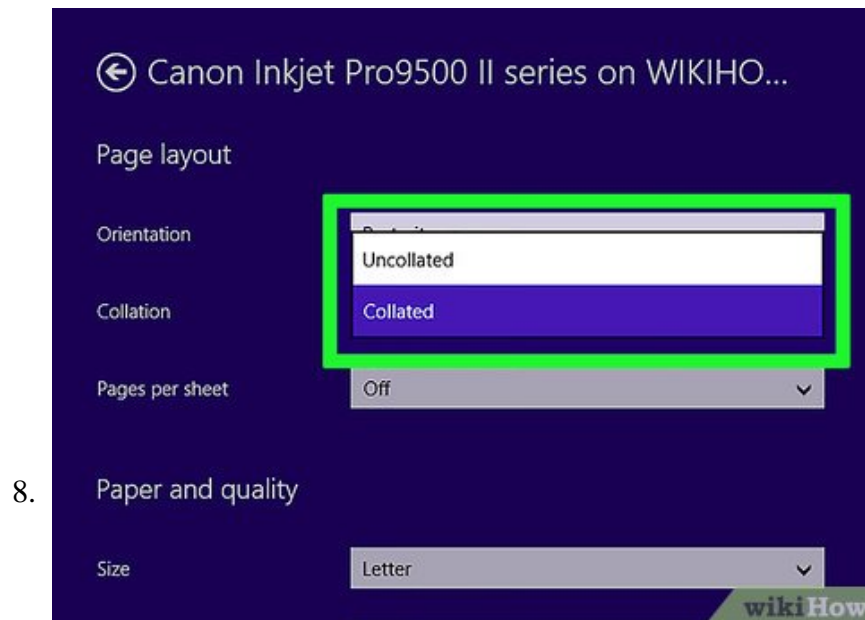 Canon Inkjet Pro9500 II series on WIKIHO...
Page layout
Orientation
Uncollated
Collation
Collated
Pages per sheet
Off
8.
Paper and quality
Size
Letter
wikiHow